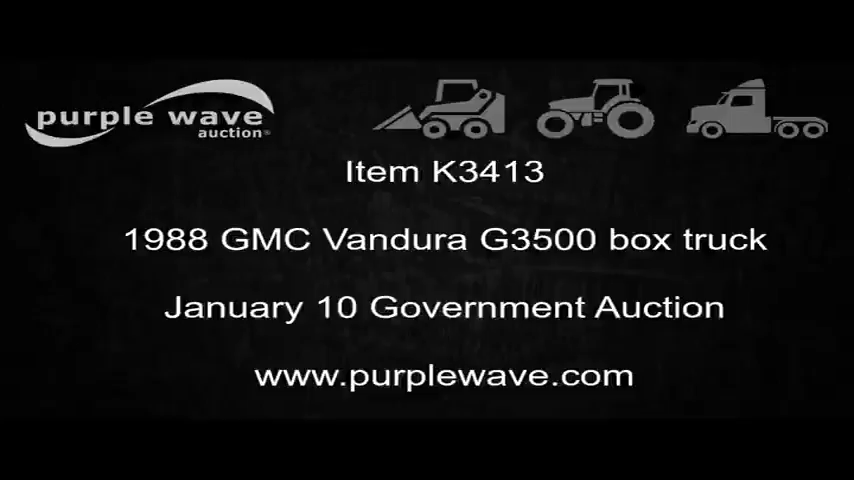 purple wave
auction®
Item K3413
1988 GMC Vandura G3500 box truck
January 10 Government Auction
www.purplewave.com